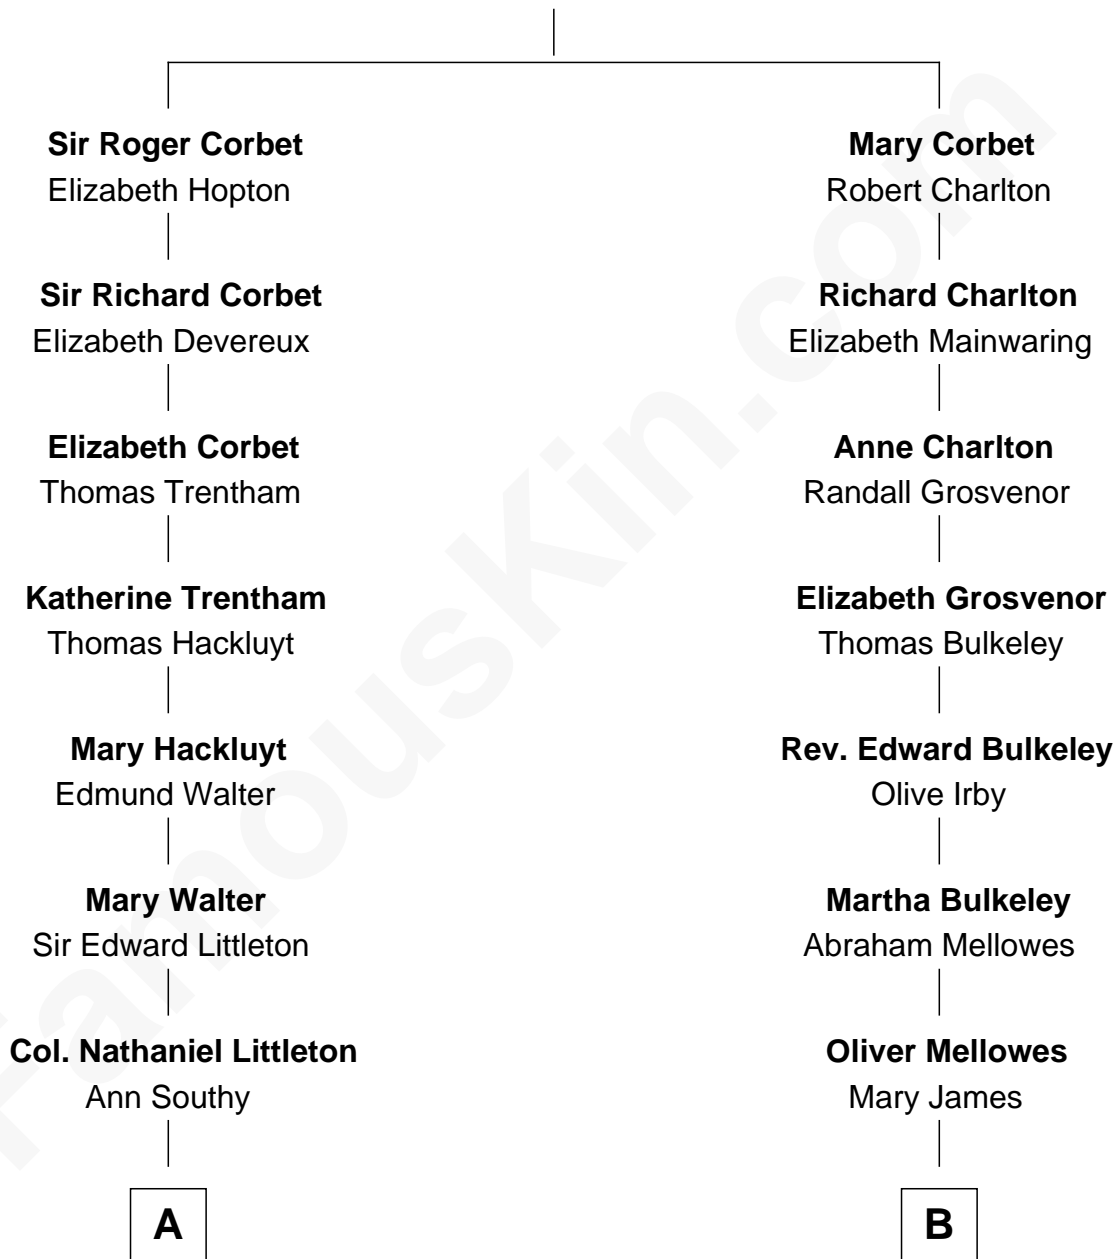 Sir Roger Corbet
Elizabeth Hopton
Sir Richard Corbet
Elizabeth Devereux
Elizabeth Corbet
Thomas Trentham
Katherine Trentham
Thomas Hackluyt
Mary Hackluyt
Edmund Walter
Mary Walter
Sir Edward Littleton
Col. Nathaniel Littleton
Ann Southy
A
Mary Corbet
Robert Charlton
Richard Charlton
Elizabeth Mainwaring
Anne Charlton
Randall Grosvenor
Elizabeth Grosvenor
Thomas Bulkeley
Rev. Edward Bulkeley
Olive Irby
Martha Bulkeley
Abraham Mellowes
Oliver Mellowes
Mary James
B
FamousKin.com